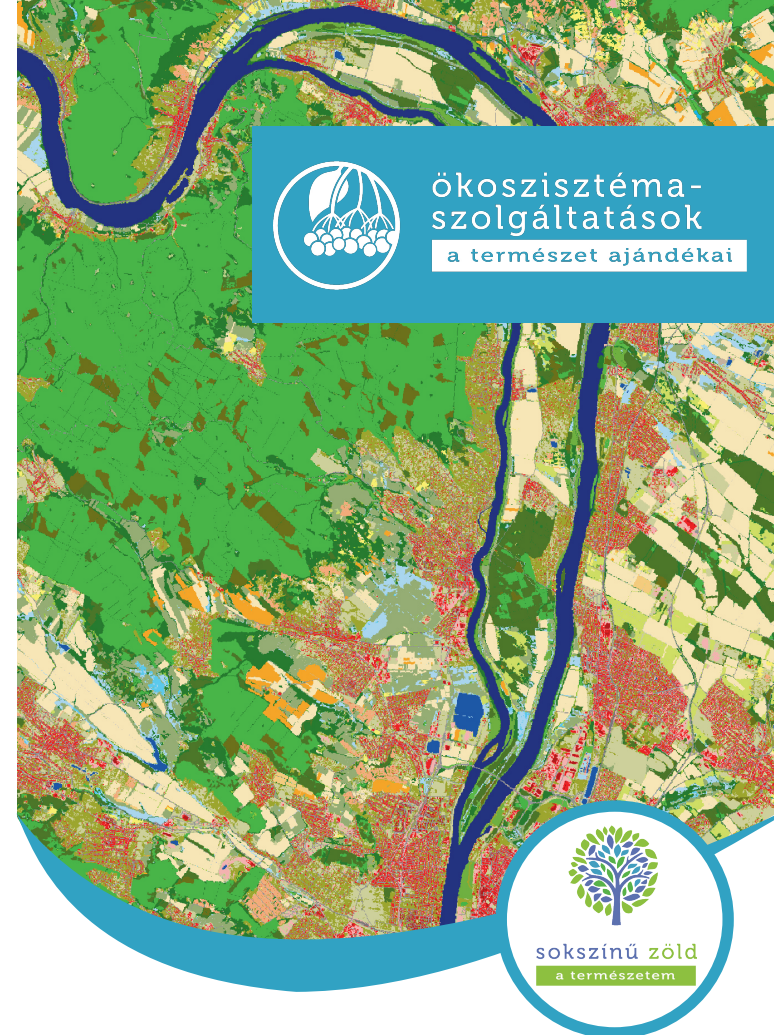 ökoszisztéma-
szolgáltatások
a természet ajándékai
sokszínű zöld
a természetem